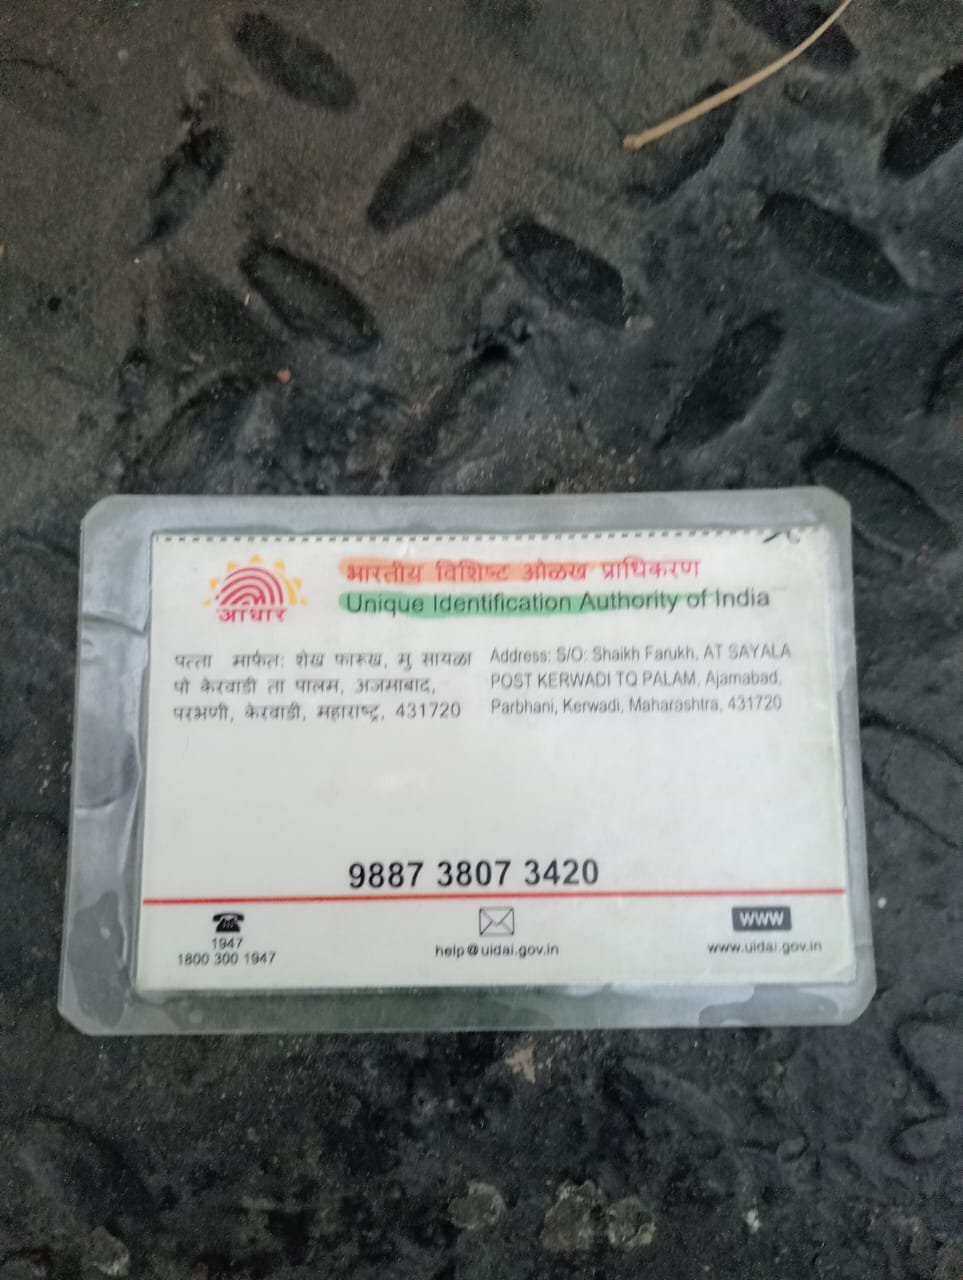 आधार
भारतीय विशिष्ट ओळख प्राधिकरण
Unique Identification Authority of India
पत्ता मार्फत: शेख फारूख, मु सायळा
पो केरवाडी ता पालम, अजमाबाद,
परभणी, केरवाडी, महाराष्ट्र, 431720
Address: S/O: Shaikh Farukh, AT SAYALA
POST KERWADI TQ PALAM, Ajamabad,
Parbhani, Kerwadi, Maharashtra, 431720
9887 3807 3420
1947
1800 300 1947
help@uidai.gov.in
www
www.uidai.gov.in